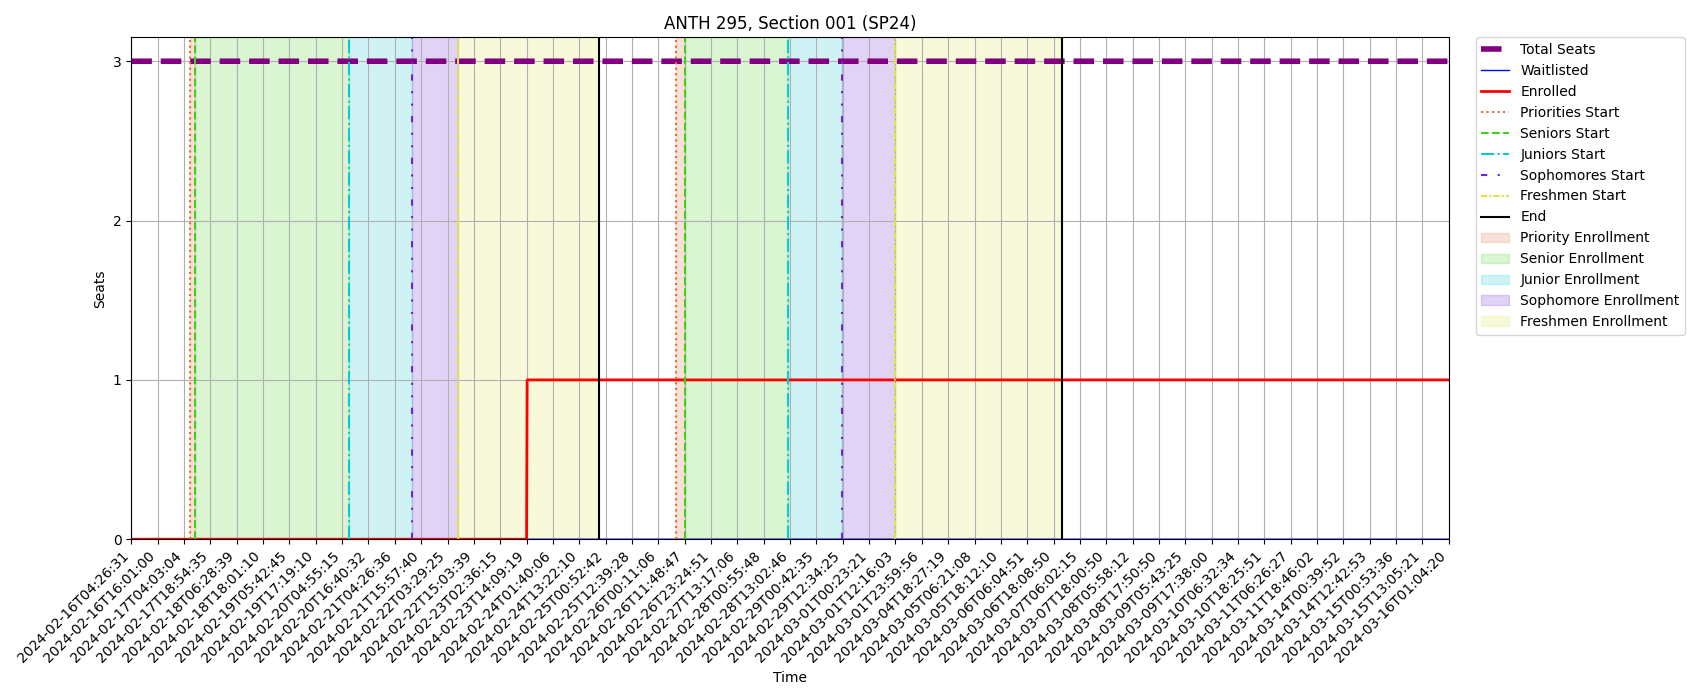 ANTH 295, Section 001 (SP24)
3
2
1
0
Seats
2024-02-16T04:26:31
2024-02-16T16:01:00
2024-02-17T04:03:04
2024-02-17T18:54:35
2024-02-18T06:28:39
2024-02-18T18:01:10
2024-02-19T05:42:45
2024-02-19T17:19:10
2024-02-20T04:55:15
2024-02-20T16:40:32
2024-02-21T04:26:36
2024-02-21T15:57:40
2024-02-22T03:29:25
2024-02-22T15:03:39
2024-02-23T02:36:15
2024-02-23T14:09:19
2024-02-24T01:40:06
2024-02-24T13:22:10
2024-02-25T00:52:42
2024-02-25T12:39:28
2024-02-26T00:11:06
2024-02-26T11:48:47
2024-02-26T23:24:51
2024-02-27T13:17:06
2024-02-28T00:55:48
2024-02-28T13:02:46
2024-02-29T00:42:35
2024-02-29T12:34:25
2024-03-01T00:23:21
2024-03-01T12:16:03
2024-03-01T23:59:56
2024-03-04T18:27:19
2024-03-05T06:21:08
2024-03-05T18:12:10
2024-03-06T06:04:51
2024-03-06T18:08:50
2024-03-07T06:02:15
2024-03-07T18:00:50
2024-03-08T05:58:12
2024-03-08T17:50:50
2024-03-09T05:43:25
2024-03-09T17:38:00
2024-03-10T06:32:34
2024-03-10T18:25:51
2024-03-11T06:26:27
2024-03-11T18:46:02
2024-03-14T00:39:52
2024-03-14T12:42:53
2024-03-15T00:53:36
2024-03-15T13:05:21
2024-03-16T01:04:20
Time
Total Seats
Waitlisted
Enrolled
Priorities Start
Seniors Start
Juniors Start
Sophomores Start
Freshmen Start
End
Priority Enrollment
Senior Enrollment
Junior Enrollment
Sophomore Enrollment
Freshmen Enrollment